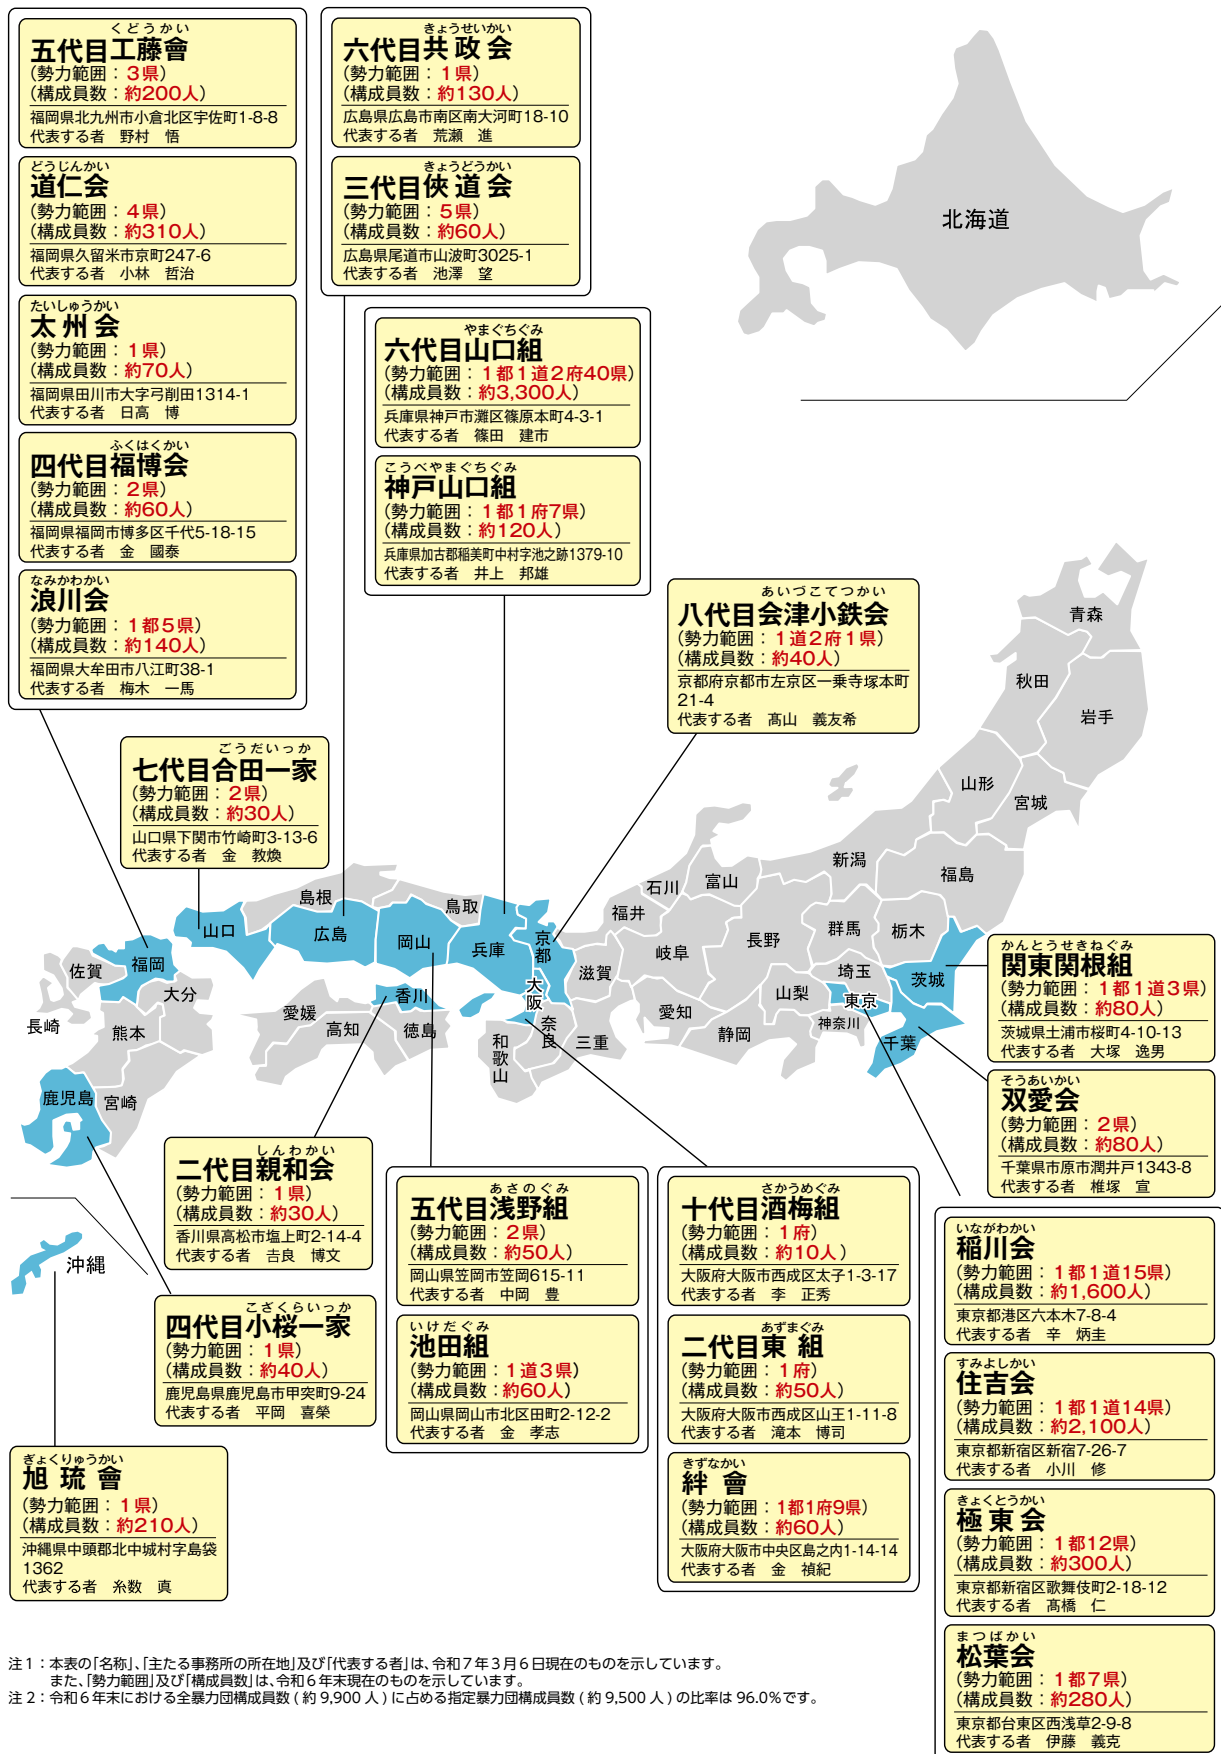 くどうかい
五代目工藤會
(勢力範囲：3県)
(構成員数：約200人)
福岡県北九州市小倉北区宇佐町1-8-8
代表する者　野村　悟
どうじんかい
道仁会
(勢力範囲：4県)
(構成員数：約310人)
福岡県久留米市京町247-6
代表する者　小林　哲治
たいしゅうかい
太州会
(勢力範囲：1県)
(構成員数：約70人)
福岡県田川市大字弓削田1314-1
代表する者　日高　博
ふくはくかい
四代目福博会
(勢力範囲：2県)
(構成員数：約60人)
福岡県福岡市博多区千代5-18-15
代表する者　金　國泰
なみかわかい
浪川会
(勢力範囲：1都5県)
(構成員数：約140人)
福岡県大牟田市八江町38-1
代表する者　梅木　一馬
きょうせいかい
六代目共政会
(勢力範囲：1県)
(構成員数：約130人)
広島県広島市南区南大河町18-10
代表する者　荒瀬　進
きょうどうかい
三代目俠道会
(勢力範囲：5県)
(構成員数：約60人)
広島県尾道市山波町3025-1
代表する者　池澤　望
やまぐちぐみ
六代目山口組
(勢力範囲：1都1道2府40県)
(構成員数：約3,300人)
兵庫県神戸市灘区篠原本町4-3-1
代表する者　篠田　建市
こうべやまぐちぐみ
神戸山口組
(勢力範囲：1都1府7県)
(構成員数：約120人)
兵庫県加古郡稲美町中村字池之跡1379-10
代表する者　井上　邦雄
あいづこてつかい
八代目会津小鉄会
(勢力範囲：1道2府1県)
(構成員数：約40人)
京都府京都市左京区一乗寺塚本町
21-4
代表する者　髙山　義友希
ごうだいっか
七代目合田一家
(勢力範囲：2県)
(構成員数：約30人)
山口県下関市竹崎町3-13-6
代表する者　金　教煥
北海道
青森
秋田
岩手
山形
宮城
新潟
福島
石川
富山
福井
群馬
栃木
長野
岐阜
埼玉
茨城
山梨
東京
神奈川
千葉
愛知
静岡
滋賀
京都
大阪
奈良
三重
和歌山
兵庫
鳥取
岡山
島根
広島
山口
香川
愛媛
高知
徳島
福岡
佐賀
大分
長崎
熊本
鹿児島
宮崎
沖縄
かんとうせきねぐみ
関東関根組
(勢力範囲：1都1道3県)
(構成員数：約80人)
茨城県土浦市桜町4-10-13
代表する者　大塚　逸男
そうあいかい
双愛会
(勢力範囲：2県)
(構成員数：約80人)
千葉県市原市潤井戸1343-8
代表する者　椎塚　宣
しんわかい
二代目親和会
(勢力範囲：1県)
(構成員数：約30人)
香川県高松市塩上町2-14-4
代表する者　吉良　博文
こざくらいっか
四代目小桜一家
(勢力範囲：1県)
(構成員数：約40人)
鹿児島県鹿児島市甲突町9-24
代表する者　平岡　喜榮
ぎょくりゅうかい
旭琉會
(勢力範囲：1県)
(構成員数：約210人)
沖縄県中頭郡北中城村字島袋
1362
代表する者　糸数　真
あさのぐみ
五代目浅野組
(勢力範囲：2県)
(構成員数：約50人)
岡山県笠岡市笠岡615-11
代表する者　中岡　豊
いけだぐみ
池田組
(勢力範囲：1道3県)
(構成員数：約60人)
岡山県岡山市北区田町2-12-2
代表する者　金　孝志
さかうめぐみ
十代目酒梅組
(勢力範囲：1府)
(構成員数：約10人)
大阪府大阪市西成区太子1-3-17
代表する者　李　正秀
あずまぐみ
二代目東組
(勢力範囲：1府)
(構成員数：約50人)
大阪府大阪市西成区山王1-11-8
代表する者　滝本　博司
きずなかい
絆會
(勢力範囲：1都1府9県)
(構成員数：約60人)
大阪府大阪市中央区島之内1-14-14
代表する者　金　禎紀
いながわかい
稲川会
(勢力範囲：1都1道15県)
(構成員数：約1,600人)
東京都港区六本木7-8-4
代表する者　辛　炳圭
すみよしかい
住吉会
(勢力範囲：1都1道14県)
(構成員数：約2,100人)
東京都新宿区新宿7-26-7
代表する者　小川　修
きょくとうかい
極東会
(勢力範囲：1都12県)
(構成員数：約300人)
東京都新宿区歌舞伎町2-18-12
代表する者　髙橋　仁
まつばかい
松葉会
(勢力範囲：1都7県)
(構成員数：約280人)
東京都台東区西浅草2-9-8
代表する者　伊藤　義克
注1：本表の「名称」、「主たる事務所の所在地」及び「代表する者」は、令和7年3月6日現在のものを示しています。
また、「勢力範囲」及び「構成員数」は、令和6年末現在のものを示しています。
注2：令和6年末における全暴力団構成員数(約9,900人)に占める指定暴力団構成員数(約9,500人)の比率は96.0%です。